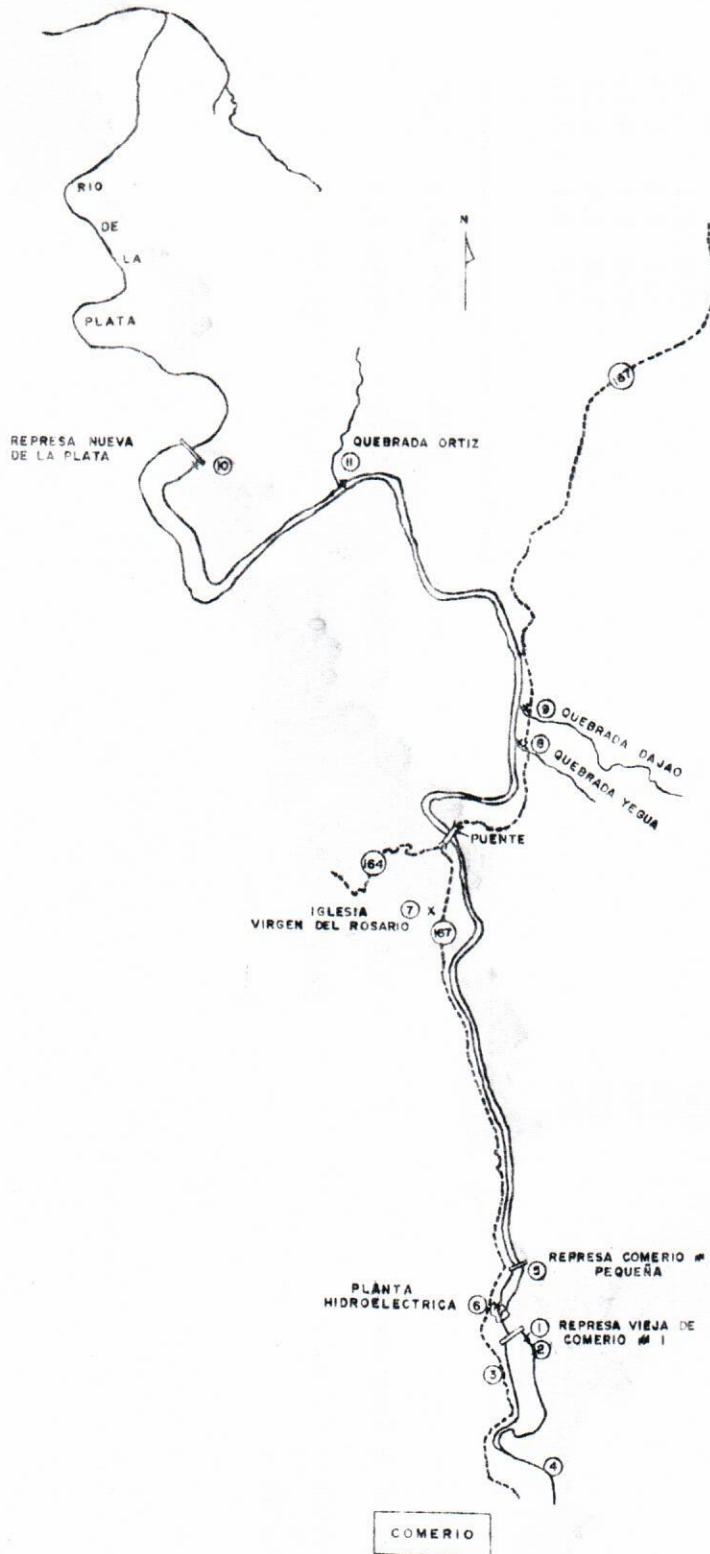 RIO
DE
LA
PLATA
N
167
REPRESA NUEVA
DE LA PLATA
10
QUEBRADA ORTIZ
11
9 QUEBRADA DAJAO
8 QUEBRADA YEGUA
PUENTE
164
IGLESIA
VIRGEN DEL ROSARIO
7 X
167
5
REPRESA COMERIO #
PEQUEÑA
PLANTA
HIDROELECTRICA
6
1
REPRESA VIEJA DE
COMERIO # 1
2
3
4
COMERIO